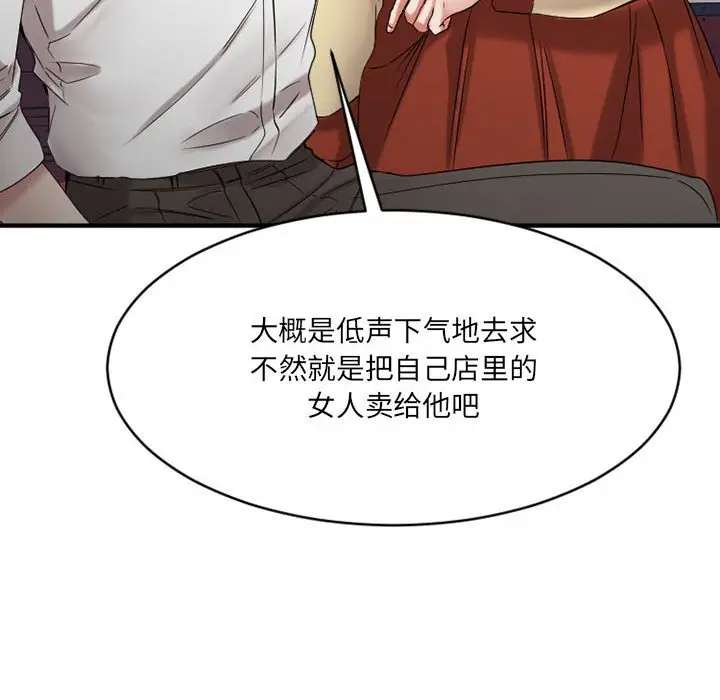 大概是低声下气地去求
不然就是把自己店里的
女人卖给他吧